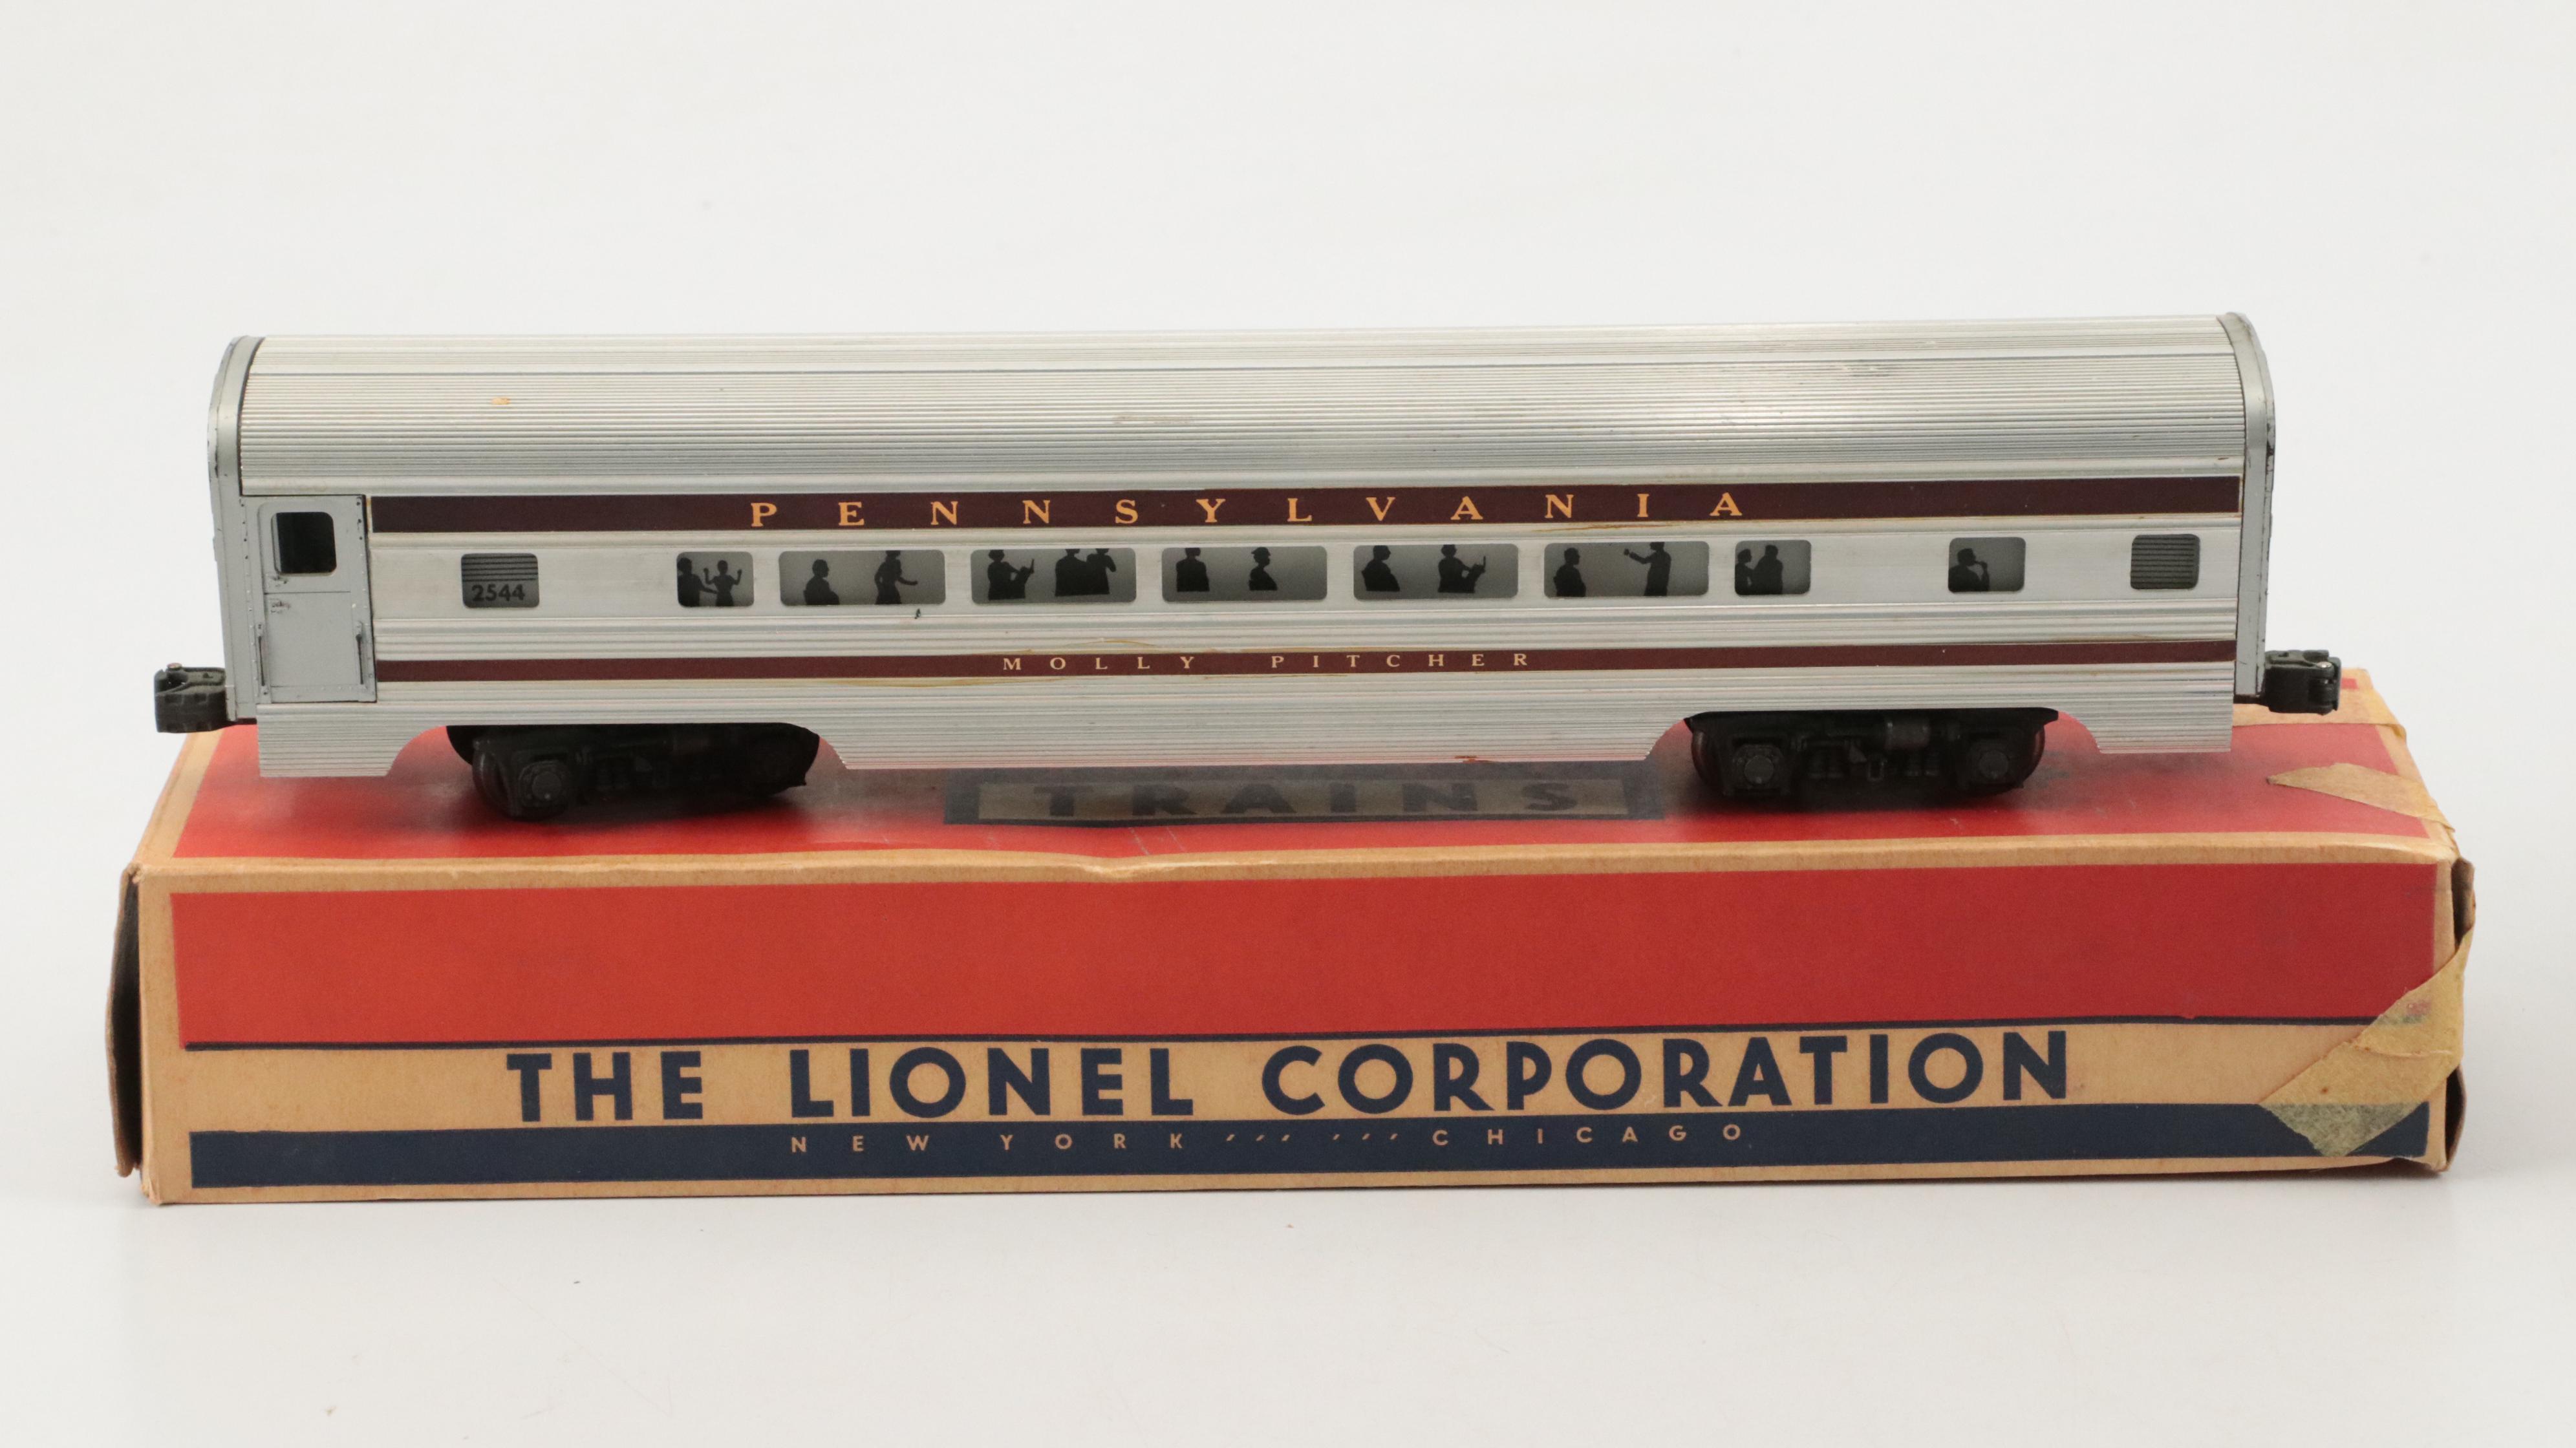 PENNSYLVANIA
2544
MOLLY PITCHER
TRAINS
THE LIONEL CORPORATION
NEW YORK ''' ''' CHICAGO